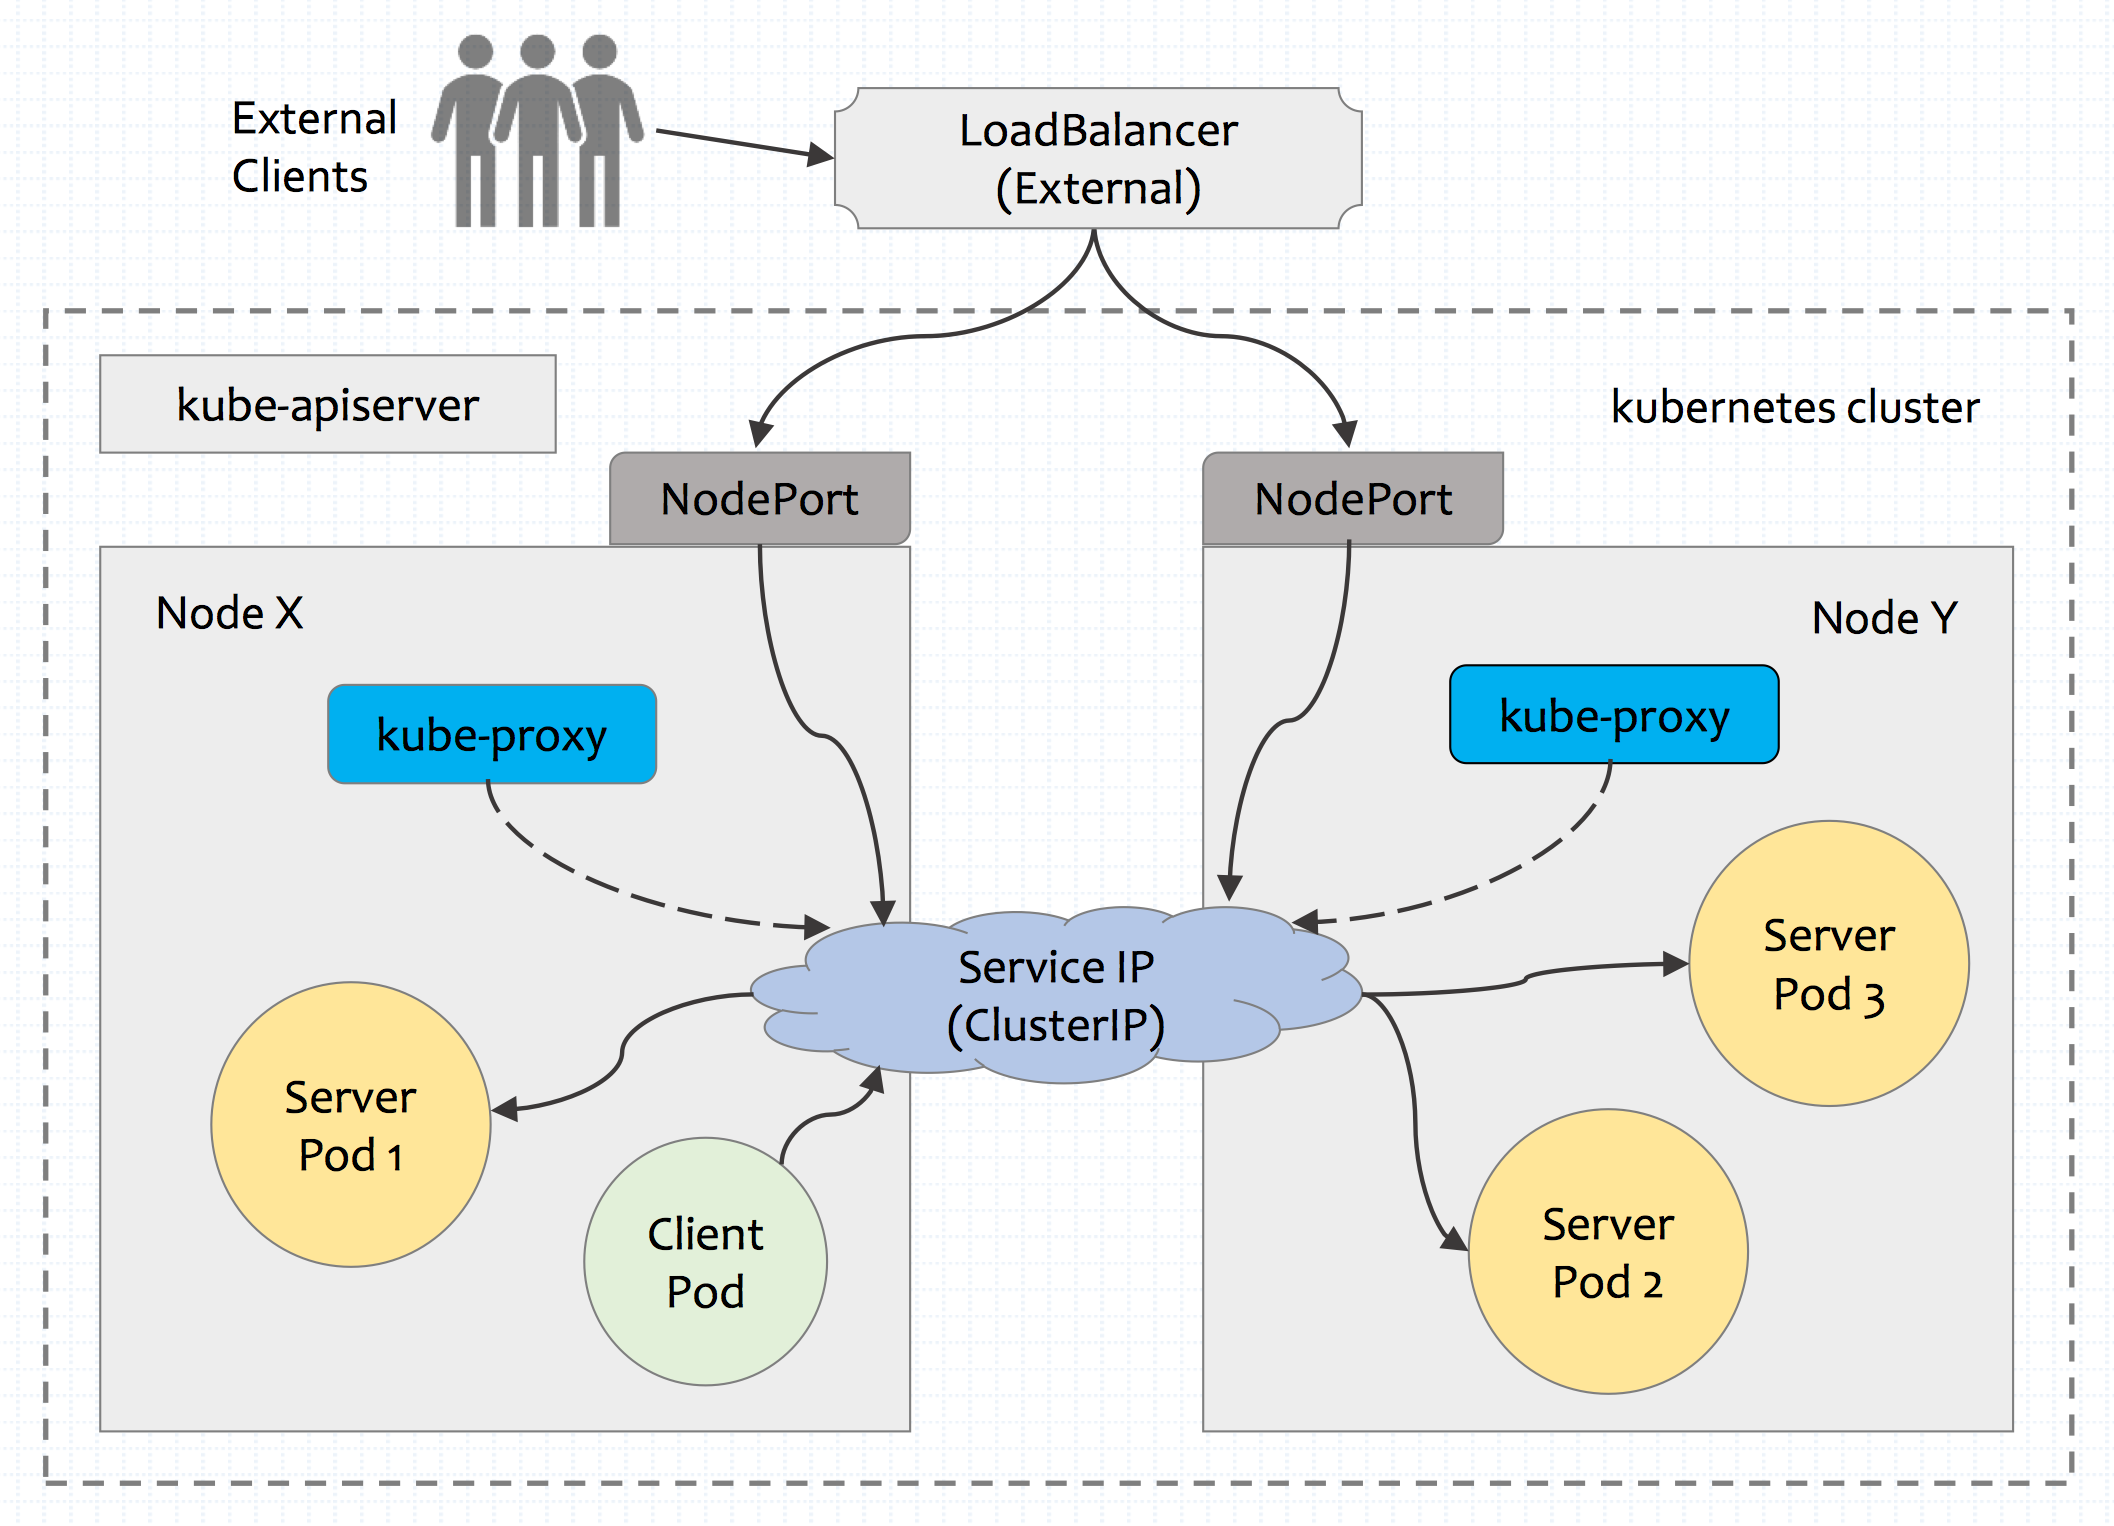 External
Clients
LoadBalancer
(External)
kube-apiserver
kubernetes cluster
NodePort
NodePort
Node X
Node Y
kube-proxy
kube-proxy
Service IP
(ClusterIP)
Server
Pod 3
Server
Pod 1
Client
Pod
Server
Pod 2